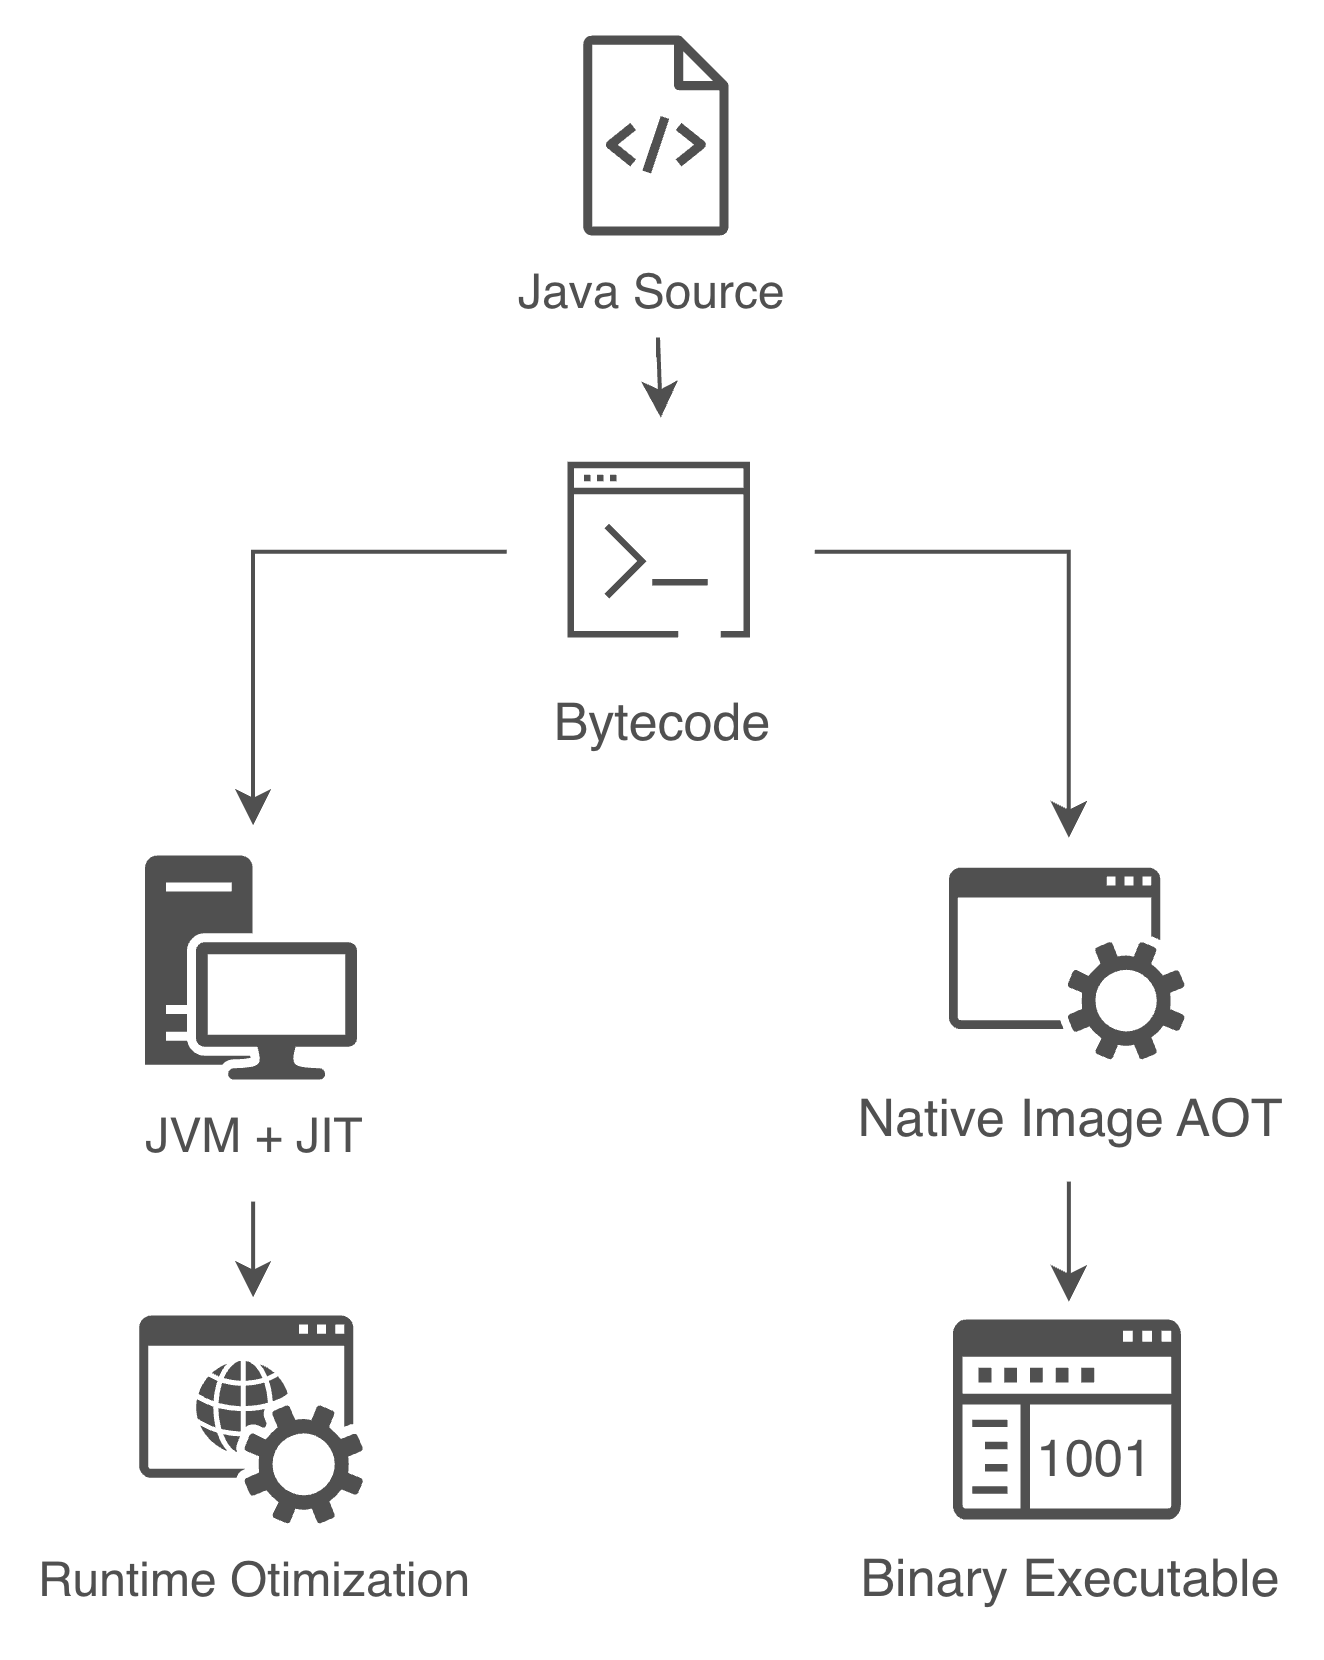 </>
Java Source
>_
Bytecode
JVM + JIT
Native Image AOT
1001
Runtime Otimization
Binary Executable